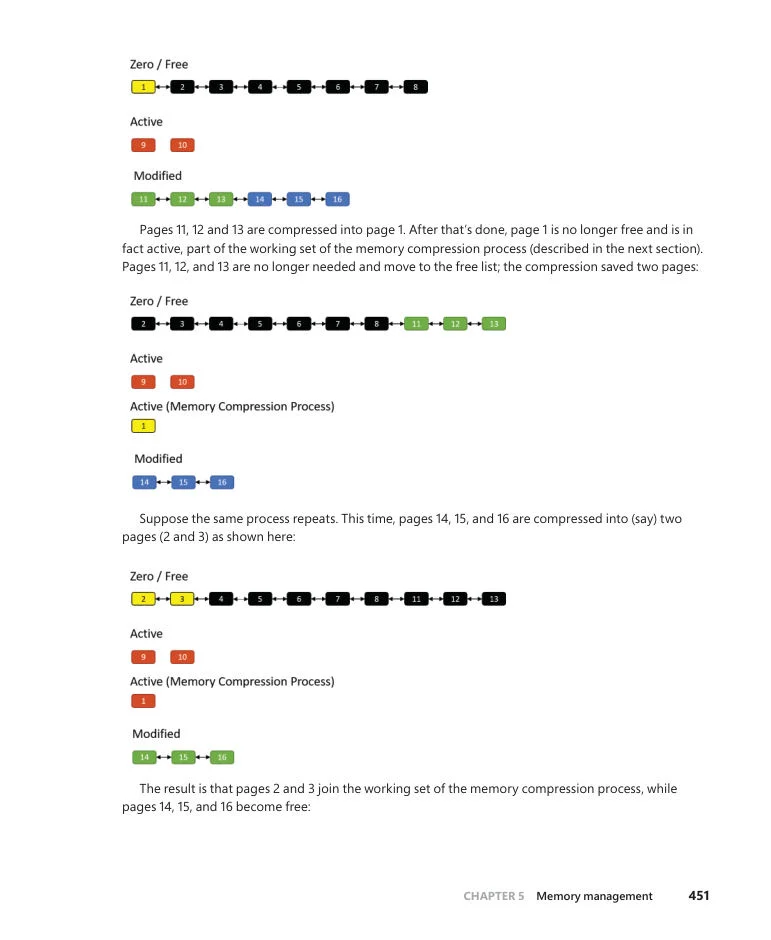 Zero / Free
1 2 3 4 5 6 7 8
Active
9 10
Modified
11 12 13 14 15 16
Pages 11, 12 and 13 are compressed into page 1. After that’s done, page 1 is no longer free and is in
fact active, part of the working set of the memory compression process (described in the next section).
Pages 11, 12, and 13 are no longer needed and move to the free list; the compression saved two pages:
Zero / Free
2 3 4 5 6 7 8 11 12 13
Active
9 10
Active (Memory Compression Process)
1
Modified
14 15 16
Suppose the same process repeats. This time, pages 14, 15, and 16 are compressed into (say) two
pages (2 and 3) as shown here:
Zero / Free
2 3 4 5 6 7 8 11 12 13
Active
9 10
Active (Memory Compression Process)
1
Modified
14 15 16
The result is that pages 2 and 3 join the working set of the memory compression process, while
pages 14, 15, and 16 become free:
CHAPTER 5 Memory management 451